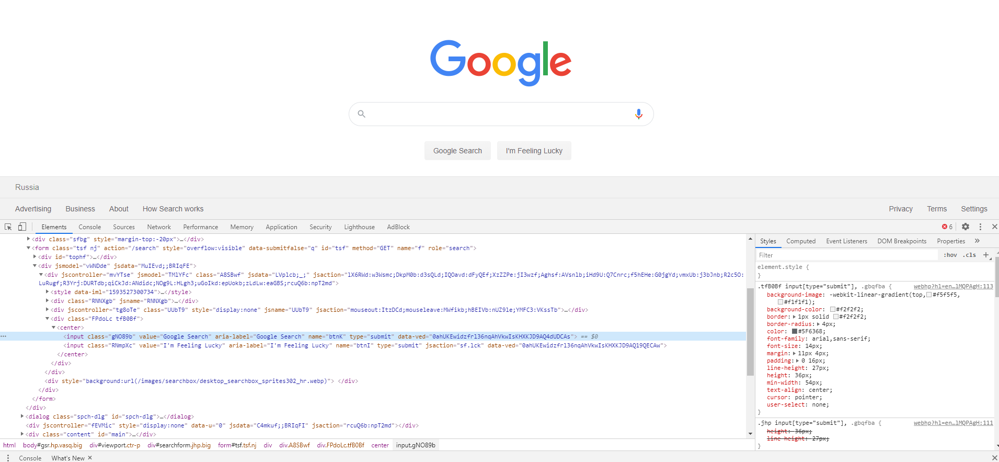 Google
Google Search I'm Feeling Lucky
Russia
Advertising Business About How Search works Privacy Terms Settings
Elements Console Sources Network Performance Memory Application Security Lighthouse AdBlock 6
<div class="sfbg" style="margin-top:-20px">…</div>
<form class="tsf nj" action="/search" style="overflow:visible" data-submitfalse="q" id="tsf" method="GET" name="f" role="search">
<div id="tophf">…</div>
<div jsmodel="vWNDde" jsdata="MuIEvd;;BRIqFE">
<div jscontroller="mvYTse" jsmodel="TMlYFc" class="A8SBwf" jsdata="LVplcb;_;" jsaction="lX6RWd:w3Wsmc;DkpM0b:d3sQLd;IQOavd:dFyQEf;XzZZPe:jI3wzf;Aghsf:AVsnlb;iHd9U:Q7Cnrc;f5hEHe:G0jgYd;vmxUb:j3bJnb;R2c5O:
LuRugf;R3Yrj:DURTdb;qiCkJd:ANdidc;NOg9L:HLgh3;uGoIkd:epUokb;zLdLw:eaGBS;rcuQ6b:npT2md">
<style data-iml="1593527300734">…</style>
<div class="RNNXgb" jsname="RNNXgb">…</div>
<div jscontroller="tg8oTe" class="UUbT9" style="display:none" jsname="UUbT9" jsaction="mouseout:ItzDCd;mouseleave:MWfikb;hBEIVb:nUZ9le;YMFC3:VKssTb">…</div>
<div class="FPdoLc tfB0Bf">
<center>
<input class="gNO89b" value="Google Search" aria-label="Google Search" name="btnK" type="submit" data-ved="0ahUKEwidzfrl36nqAhVkwIsKHXKJD9AQ4dUDCAs"> == $0
<input class="RNmpXc" value="I'm Feeling Lucky" aria-label="I'm Feeling Lucky" name="btnI" type="submit" jsaction="sf.lck" data-ved="0ahUKEwidzfrl36nqAhVkwIsKHXKJD9AQ19QECAw">
</center>
</div>
</div>
<div style="background:url(/images/searchbox/desktop_searchbox_sprites302_hr.webp)"> </div>
</div>
</form>
</div>
<dialog class="spch-dlg" id="spch-dlg">…</dialog>
<div jscontroller="fEVMic" style="display:none" data-u="0" jsdata="C4mkuf;;BRIqFI" jsaction="rcuQ6b:npT2md"></div>
<div class="content" id="main">…</div>
html body#gsr.hp.vasq.big div#viewport.ctr-p div#searchform.jhp.big form#tsf.tsf.nj div div.A8SBwf div.FPdoLc.tfB0Bf center input.gNO89b
Styles Computed Event Listeners DOM Breakpoints Properties »
Filter :hov .cls +
element.style {
}
.tfB0Bf input[type="submit"], .gbqfba { webhp?hl=en…lMQPAgH:113
background-image: -webkit-linear-gradient(top,#f5f5f5,
#f1f1f1);
background-color: #f2f2f2;
border: 1px solid #f2f2f2;
border-radius: 4px;
color: #5F6368;
font-family: arial,sans-serif;
font-size: 14px;
margin: 11px 4px;
padding: 0 16px;
line-height: 27px;
height: 36px;
min-width: 54px;
text-align: center;
cursor: pointer;
user-select: none;
}
.jhp input[type="submit"], .gbqfba { webhp?hl=en…lMQPAgH:111
height: 36px;
line-height: 27px;
}
Console What's New